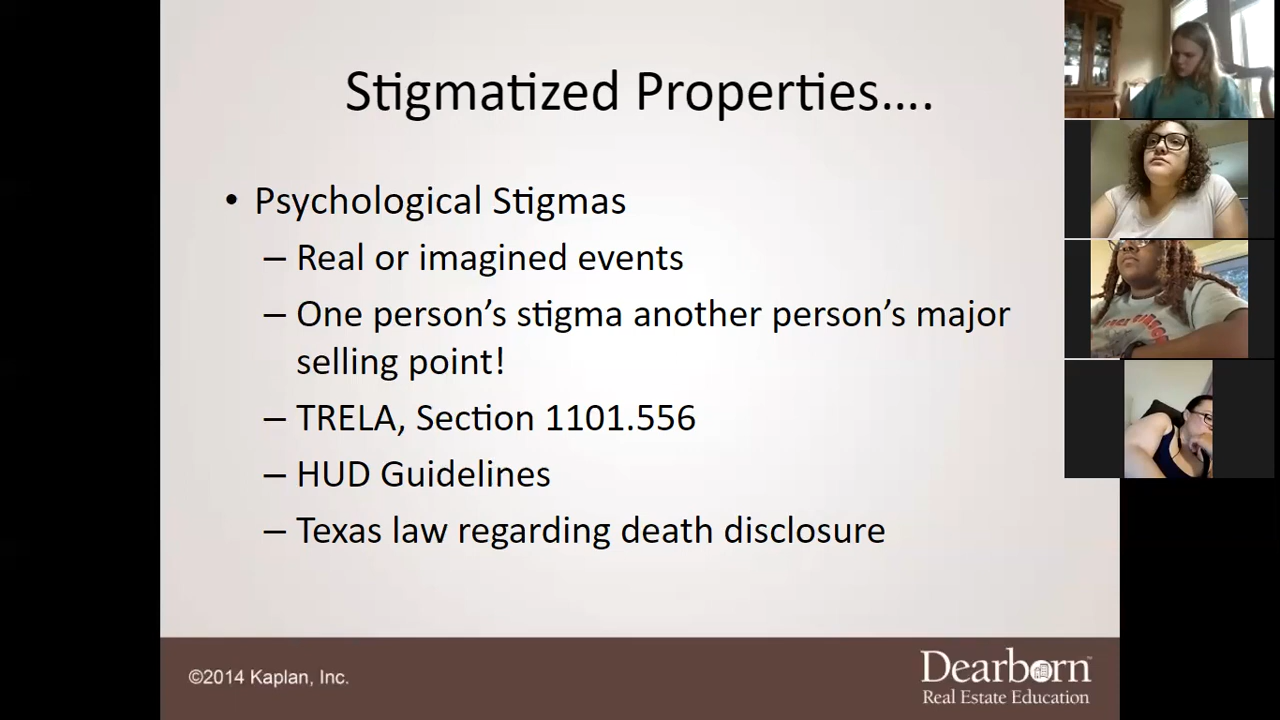 Stigmatized Properties....
• Psychological Stigmas
– Real or imagined events
– One person's stigma another person's major
selling point!
– TRELA, Section 1101.556
– HUD Guidelines
– Texas law regarding death disclosure
©2014 Kaplan, Inc.
Dearborn™
Real Estate Education